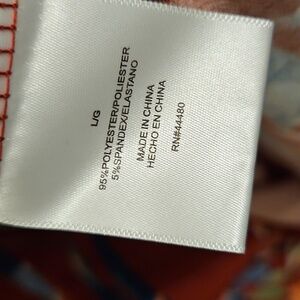 L/G
95%POLYESTER/POLIESTER
5%SPANDEX/ELASTANO
MADE IN CHINA
HECHO EN CHINA
RN#44480